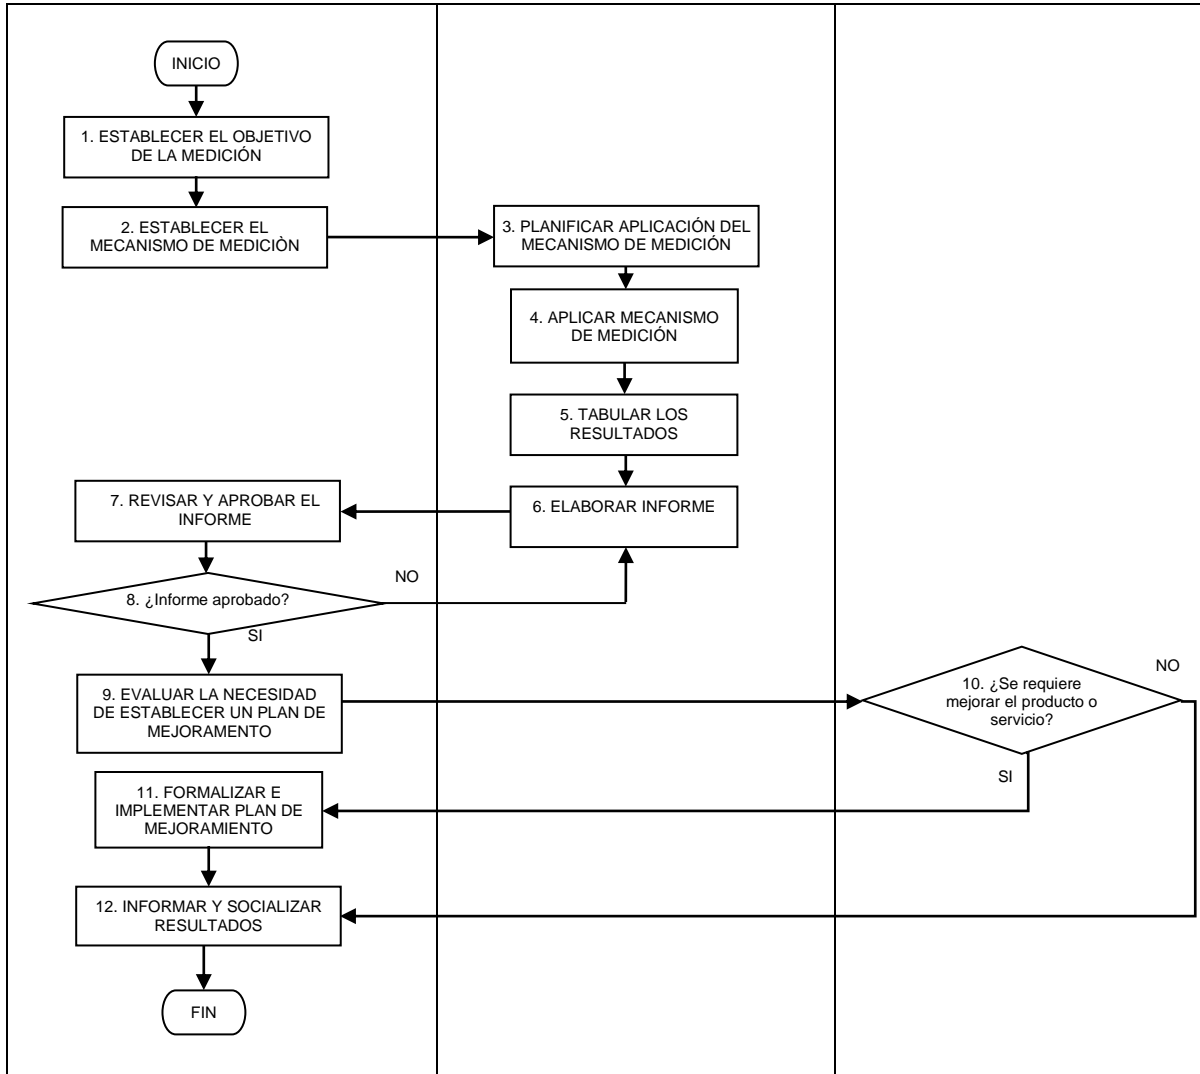 INICIO
1. ESTABLECER EL OBJETIVO
DE LA MEDICIÓN
2. ESTABLECER EL
MECANISMO DE MEDICIÒN
3. PLANIFICAR APLICACIÓN DEL
MECANISMO DE MEDICIÓN
4. APLICAR MECANISMO
DE MEDICIÓN
5. TABULAR LOS
RESULTADOS
6. ELABORAR INFORME
7. REVISAR Y APROBAR EL
INFORME
8. ¿Informe aprobado?
NO
SI
9. EVALUAR LA NECESIDAD
DE ESTABLECER UN PLAN DE
MEJORAMENTO
10. ¿Se requiere
mejorar el producto o
servicio?
NO
SI
11. FORMALIZAR E
IMPLEMENTAR PLAN DE
MEJORAMIENTO
12. INFORMAR Y SOCIALIZAR
RESULTADOS
FIN